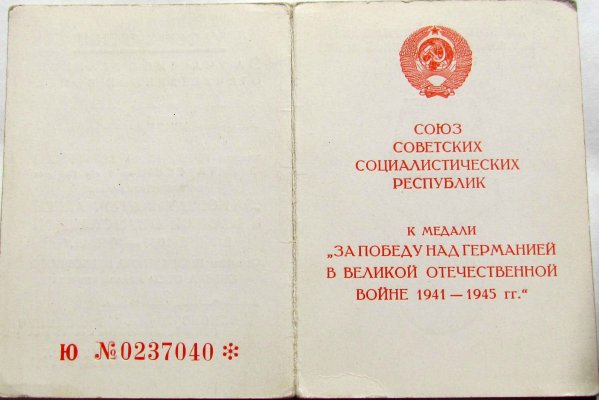 Ю №0237040 *
СОЮЗ
СОВЕТСКИХ
СОЦИАЛИСТИЧЕСКИХ
РЕСПУБЛИК
К МЕДАЛИ
„ЗА ПОБЕДУ НАД ГЕРМАНИЕЙ
В ВЕЛИКОЙ ОТЕЧЕСТВЕННОЙ
ВОЙНЕ 1941 — 1945 гг.“